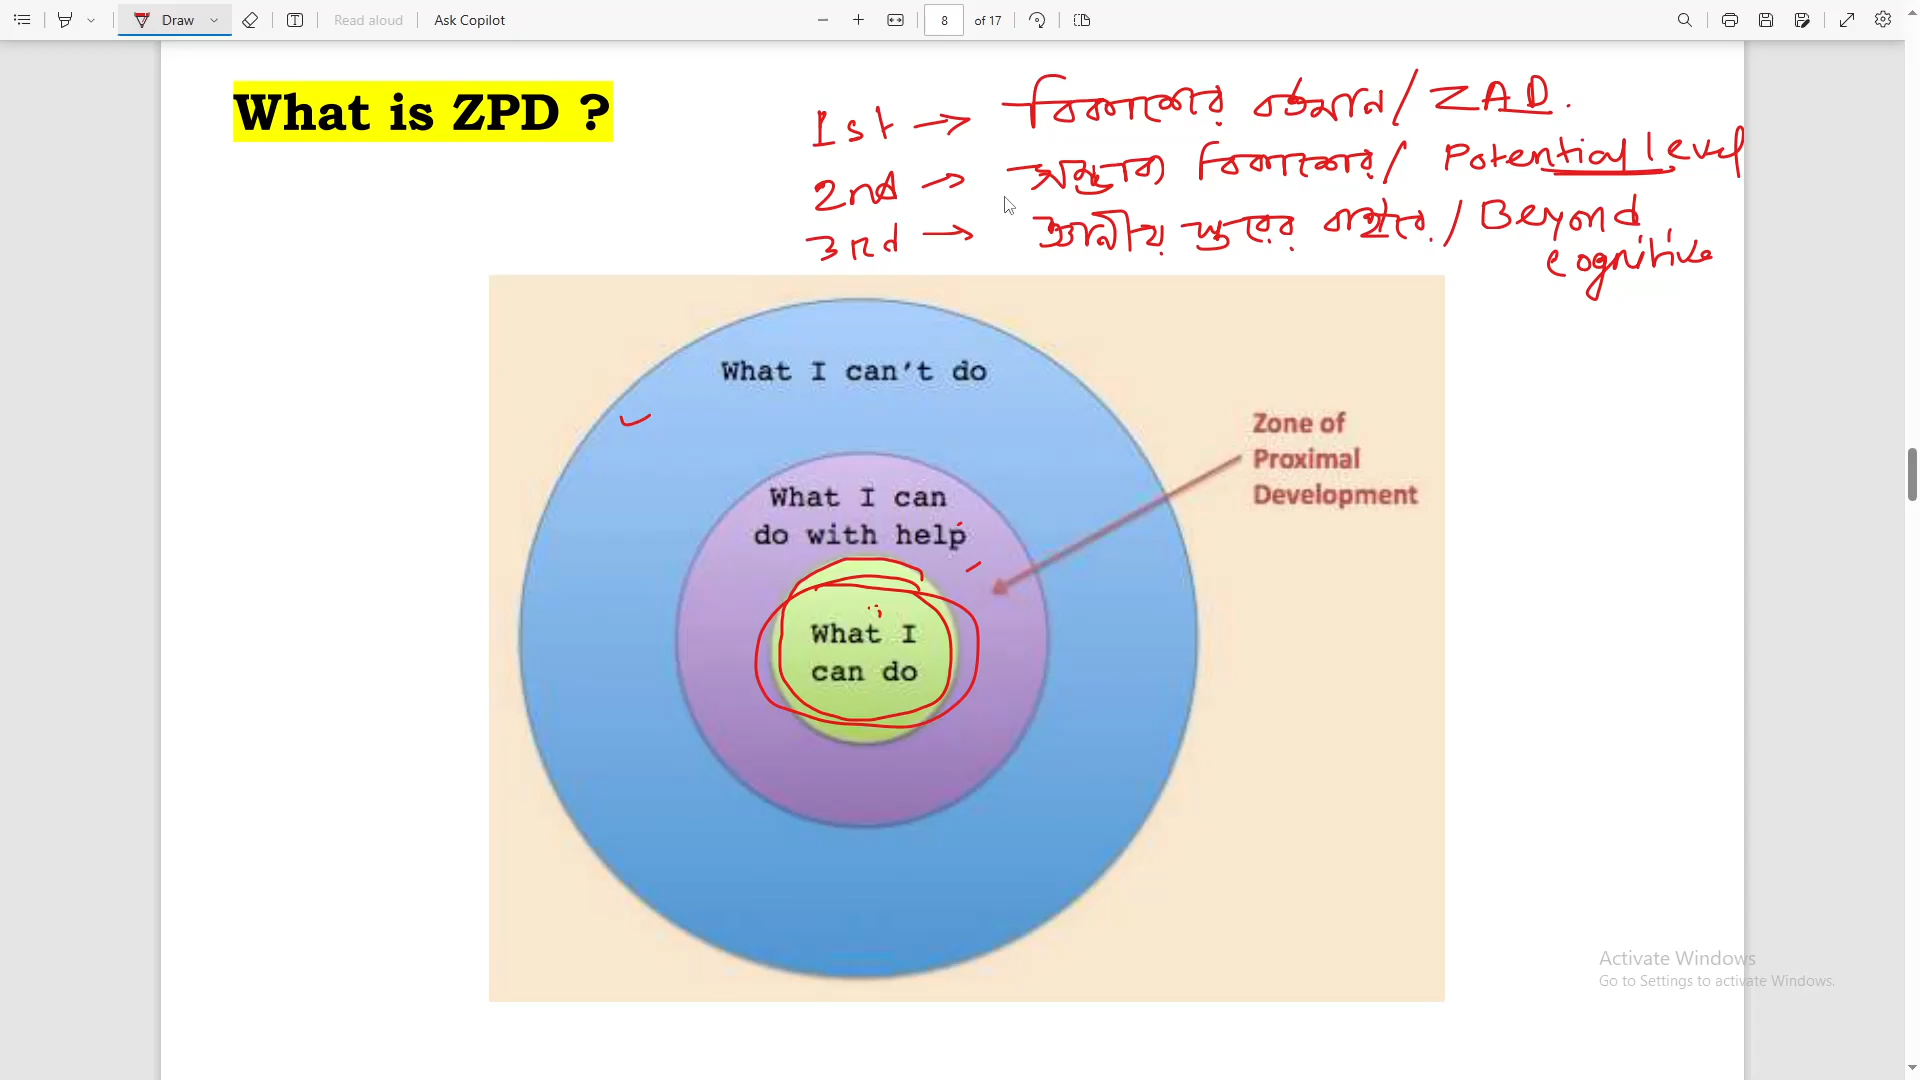 Draw
Read aloud
Ask Copilot
8 of 17
What is ZPD ?
1st → বিকাশের বর্তমান / ZAD.
2nd → সম্ভাব্য বিকাশের / Potential level
3rd → জ্ঞানীয় স্তরের বাইরে / Beyond
cognitive
What I can't do
Zone of
Proximal
Development
What I can
do with help
What I
can do
Activate Windows
Go to Settings to activate Windows.